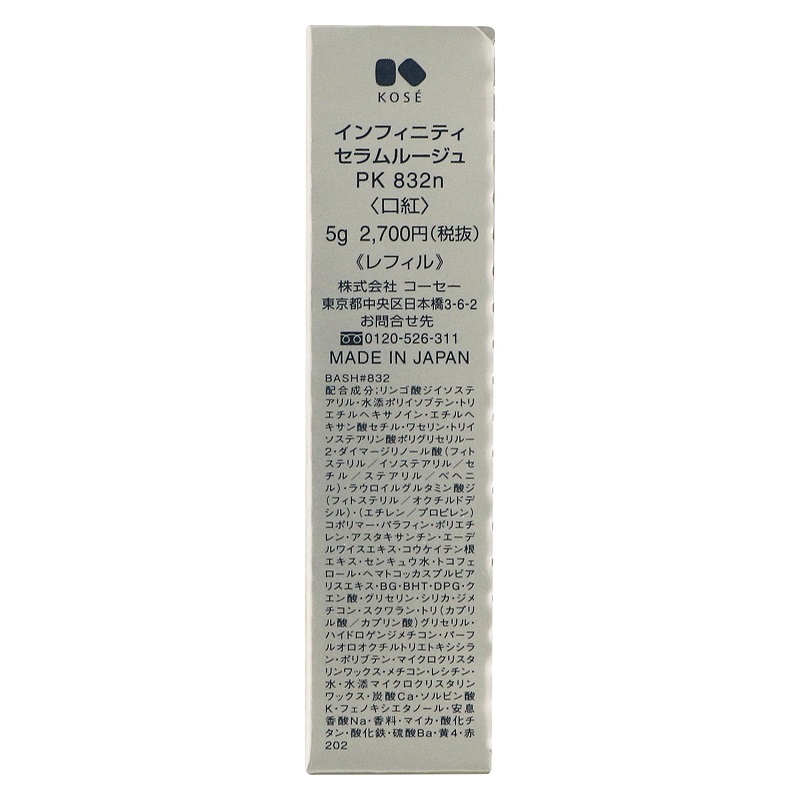 KOSÉ
インフィニティ
セラムルージュ
PK 832n
〈口紅〉
5g 2,700円(税抜)
《レフィル》
株式会社 コーセー
東京都中央区日本橋3-6-2
お問合せ先
0120-526-311
MADE IN JAPAN
BASH#832
配合成分;リンゴ酸ジイソステ
アリル・水添ポリイソブテン・トリ
エチルヘキサノイン・エチルヘ
キサン酸セチル・ワセリン・トリイ
ソステアリン酸ポリグリセリル-
2・ダイマージリノール酸(フィト
ステリル/イソステアリル/セ
チル/ステアリル/ベヘニ
ル)・ラウロイルグルタミン酸ジ
(フィトステリル/オクチルドデ
シル)・(エチレン/プロピレン)
コポリマー・パラフィン・ポリエチ
レン・アスタキサンチン・エーデ
ルワイスエキス・コウケイテン根
エキス・センキュウ水・トコフェ
ロール・ヘマトコッカスプルビア
リスエキス・BG・BHT・DPG・ク
エン酸・グリセリン・シリカ・ジメ
チコン・スクワラン・トリ(カプリ
ル酸/カプリン酸)グリセリル・
ハイドロゲンジメチコン・パーフ
ルオロオクチルトリエトキシシラ
ン・ポリブテン・マイクロクリスタ
リンワックス・メチコン・レシチン・
水・水添マイクロクリスタリン
ワックス・炭酸Ca・ソルビン酸
K・フェノキシエタノール・安息
香酸Na・香料・マイカ・酸化チ
タン・酸化鉄・硫酸Ba・黄4・赤
202